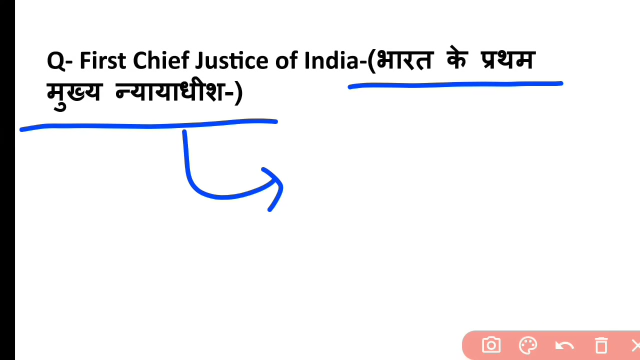 Q- First Chief Justice of India-(भारत के प्रथम
मुख्य न्यायाधीश-)